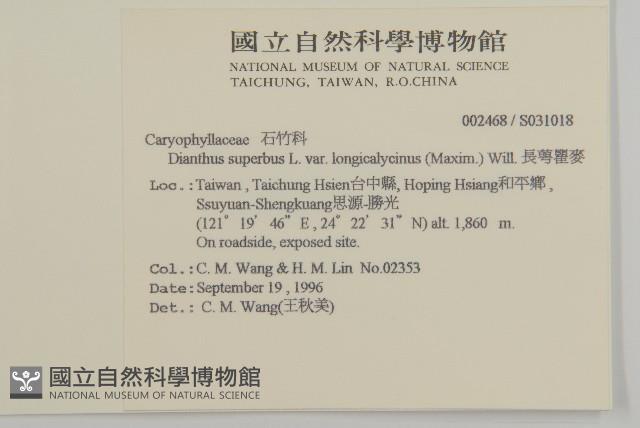 國立自然科學博物館
NATIONAL MUSEUM OF NATURAL SCIENCE
TAICHUNG, TAIWAN, R.O.CHINA
002468 / S031018
Caryophyllaceae 石竹科
Dianthus superbus L. var. longicalycinus (Maxim.) Will. 長萼瞿麥
Loc.: Taiwan , Taichung Hsien台中縣, Hoping Hsiang和平鄉 ,
Ssuyuan-Shengkuang思源-勝光
(121° 19' 46" E , 24° 22' 31" N) alt. 1,860 m.
On roadside, exposed site.
Col.: C. M. Wang & H. M. Lin No.02353
Date: September 19 , 1996
Det.: C. M. Wang(王秋美)
國立自然科學博物館
NATIONAL MUSEUM OF NATURAL SCIENCE